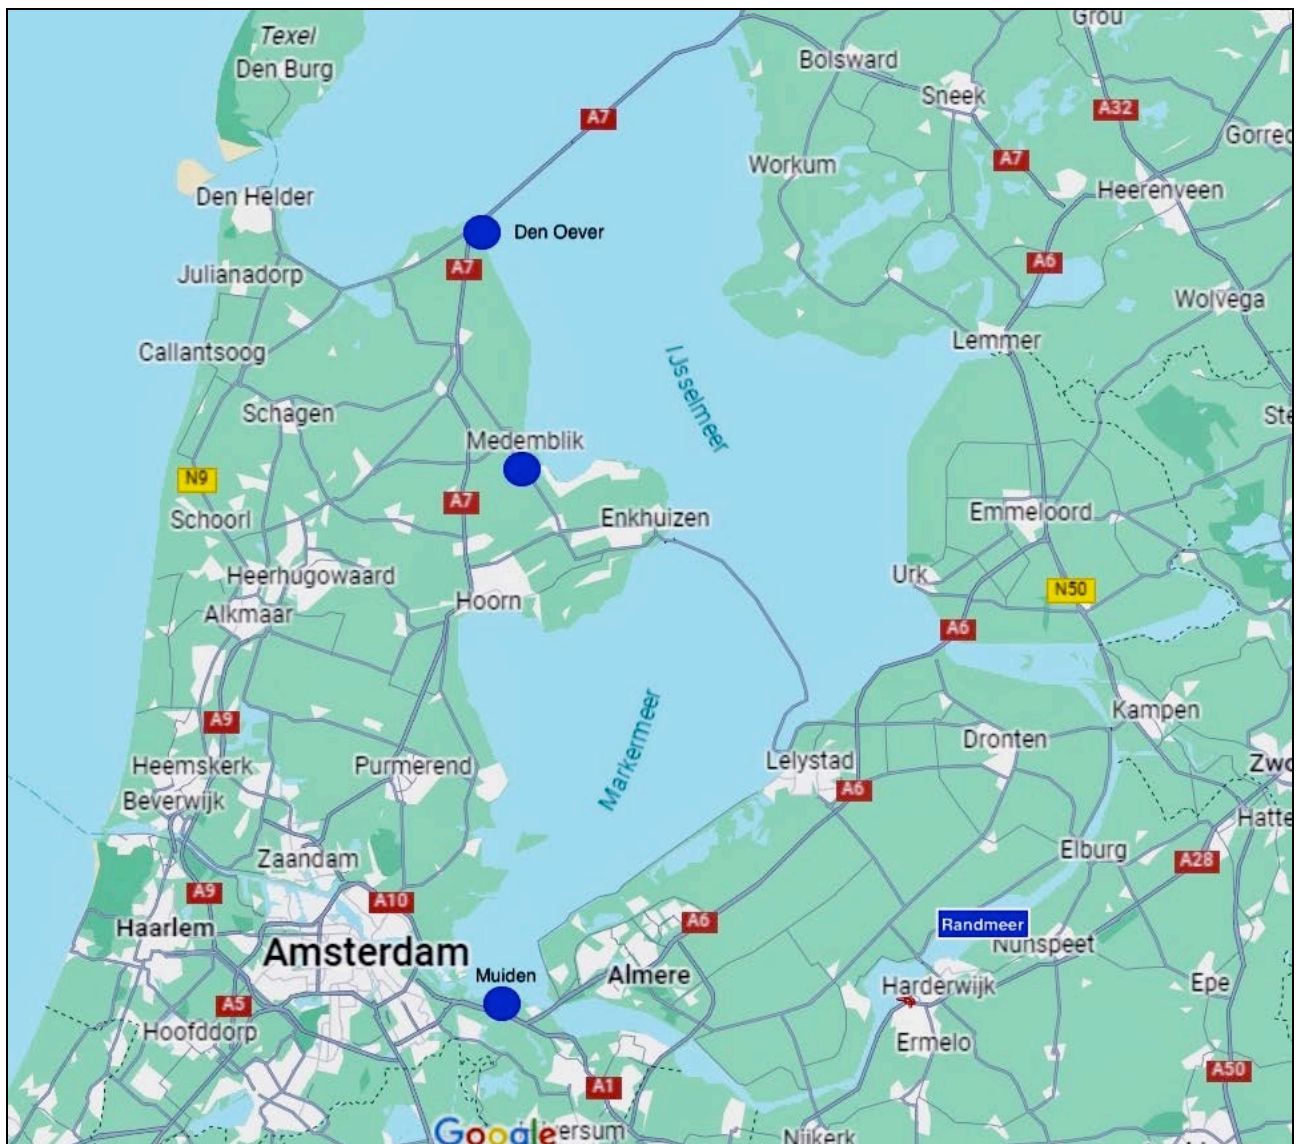 Texel
Den Burg
Grou
Bolsward
Sneek
A7
A32
Gorred
Workum
A7
Den Helder
Heerenveen
Den Oever
A7
A6
Julianadorp
Wolvega
Callantsoog
Lemmer
IJsselmeer
Schagen
Ste
Medemblik
N9
A7
Schoorl
Enkhuizen
Emmeloord
Heerhugowaard
Urk
N50
Alkmaar
Hoorn
A6
Markermeer
Kampen
A9
Dronten
Heemskerk
Purmerend
Lelystad
Zwo
A6
Beverwijk
Hatte
Zaandam
Elburg
A28
A9
A10
Haarlem
A6
Randmeer
Nunspeet
Amsterdam
Muiden
Almere
Harderwijk
Epe
A5
Hoofddorp
Ermelo
A1
A50
Google
versum
Nijkerk